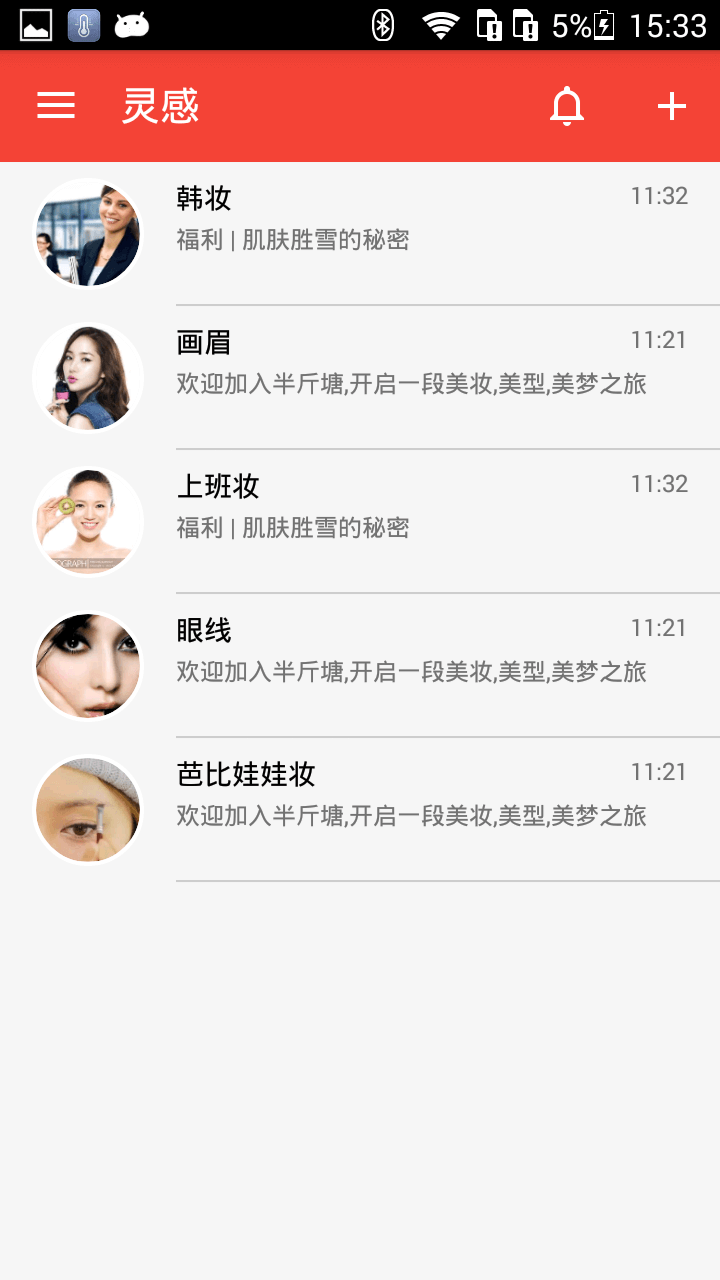 5% 15:33
灵感
韩妆 11:32
福利 | 肌肤胜雪的秘密
画眉 11:21
欢迎加入半斤塘,开启一段美妆,美型,美梦之旅
上班妆 11:32
福利 | 肌肤胜雪的秘密
眼线 11:21
欢迎加入半斤塘,开启一段美妆,美型,美梦之旅
芭比娃娃妆 11:21
欢迎加入半斤塘,开启一段美妆,美型,美梦之旅